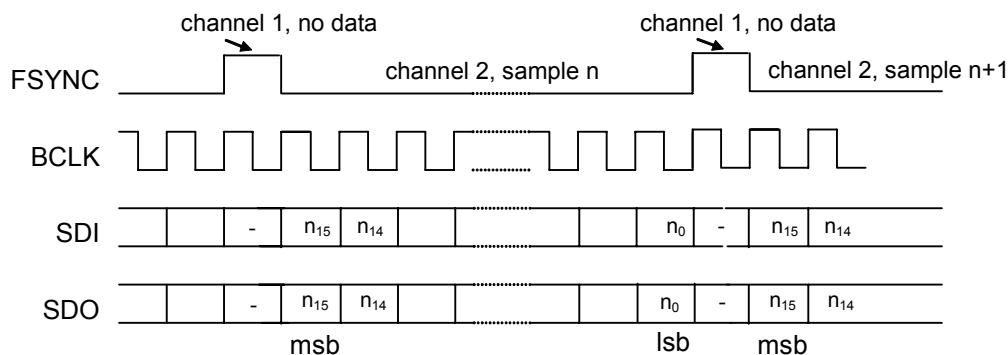 channel 1, no data channel 1, no data
FSYNC channel 2, sample n channel 2, sample n+1
BCLK
SDI - n₁₅ n₁₄ n₀ - n₁₅ n₁₄
SDO - n₁₅ n₁₄ n₀ - n₁₅ n₁₄
msb lsb msb